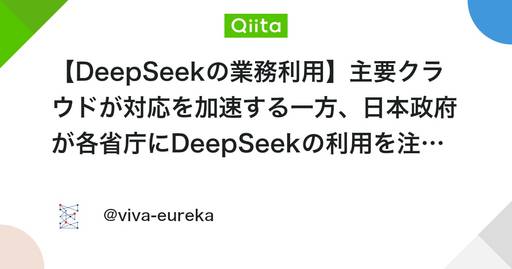 Qiita
【DeepSeekの業務利用】主要クラ
ウドが対応を加速する一方、日本政府
が各省庁にDeepSeekの利用を注…
@viva-eureka